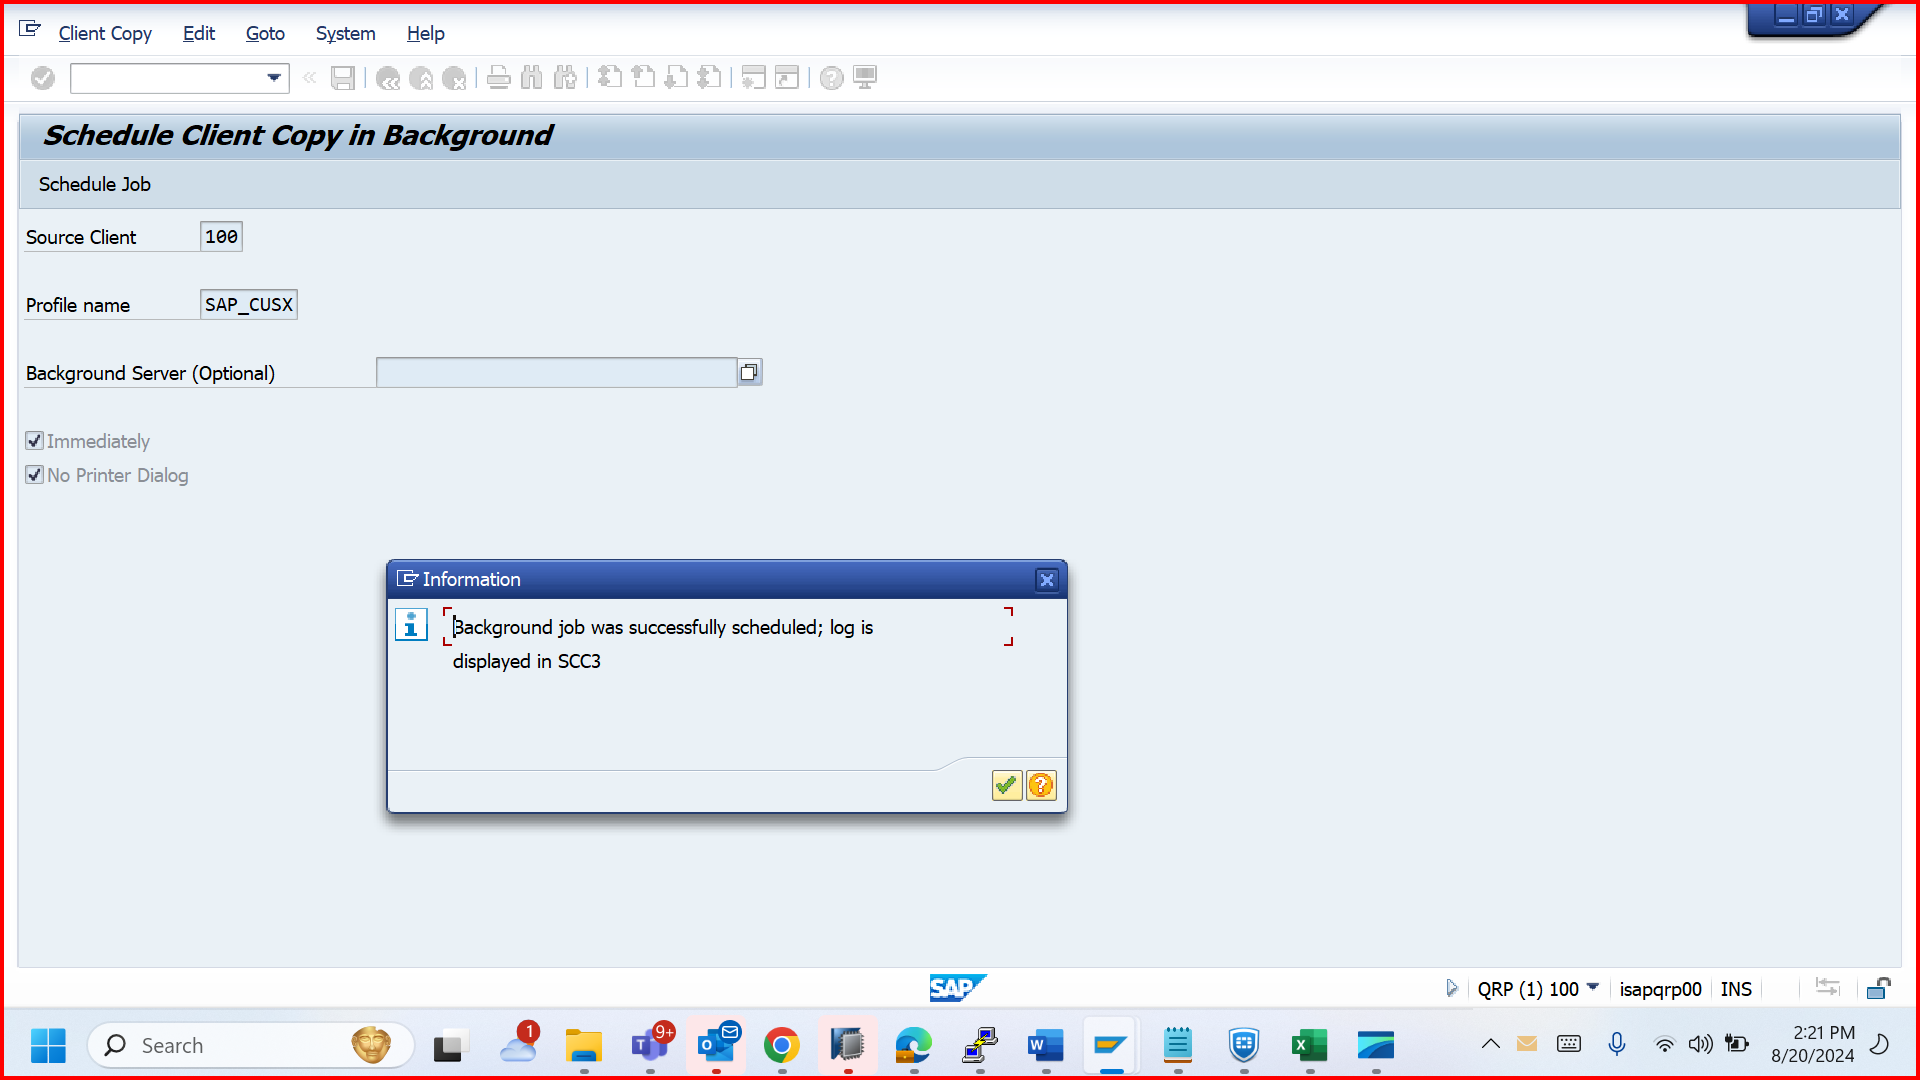 Client Copy Edit Goto System Help
Schedule Client Copy in Background
Schedule Job
Source Client 100
Profile name SAP_CUSX
Background Server (Optional)
Immediately
No Printer Dialog
Information
Background job was successfully scheduled; log is
displayed in SCC3
SAP
QRP (1) 100 isapqrp00 INS
Search
1
9+
2:21 PM
8/20/2024